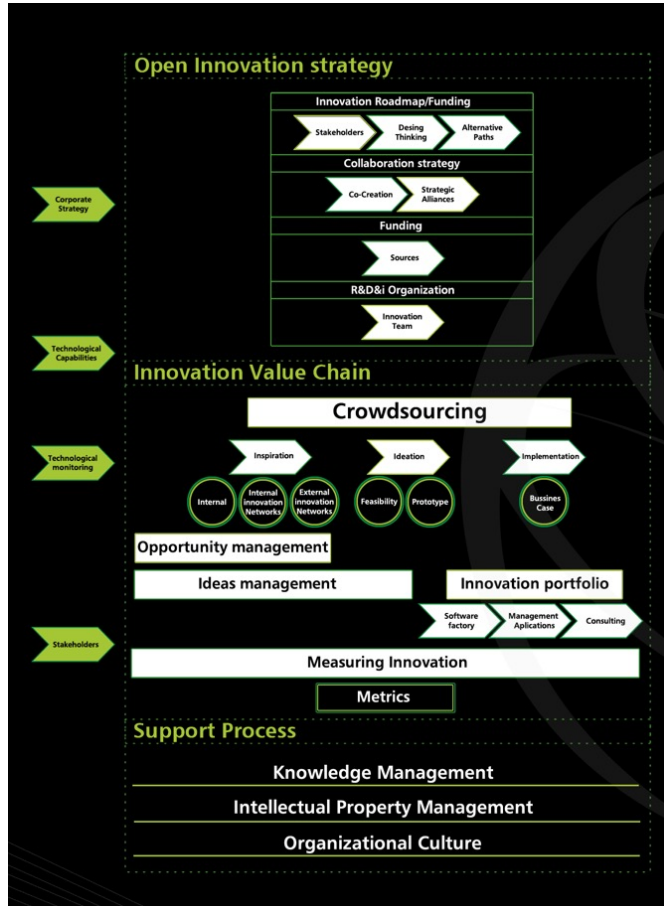 Open Innovation strategy
Innovation Roadmap/Funding
Stakeholders
Desing
Thinking
Alternative
Paths
Collaboration strategy
Co-Creation
Strategic
Alliances
Funding
Sources
R&D&i Organization
Innovation
Team
Corporate
Strategy
Technological
Capabilities
Technological
monitoring
Stakeholders
Innovation Value Chain
Crowdsourcing
Inspiration
Ideation
Implementation
Internal
Internal
innovation
Networks
External
innovation
Networks
Feasibility
Prototype
Bussines
Case
Opportunity management
Ideas management
Innovation portfolio
Software
factory
Management
Aplications
Consulting
Measuring Innovation
Metrics
Support Process
Knowledge Management
Intellectual Property Management
Organizational Culture